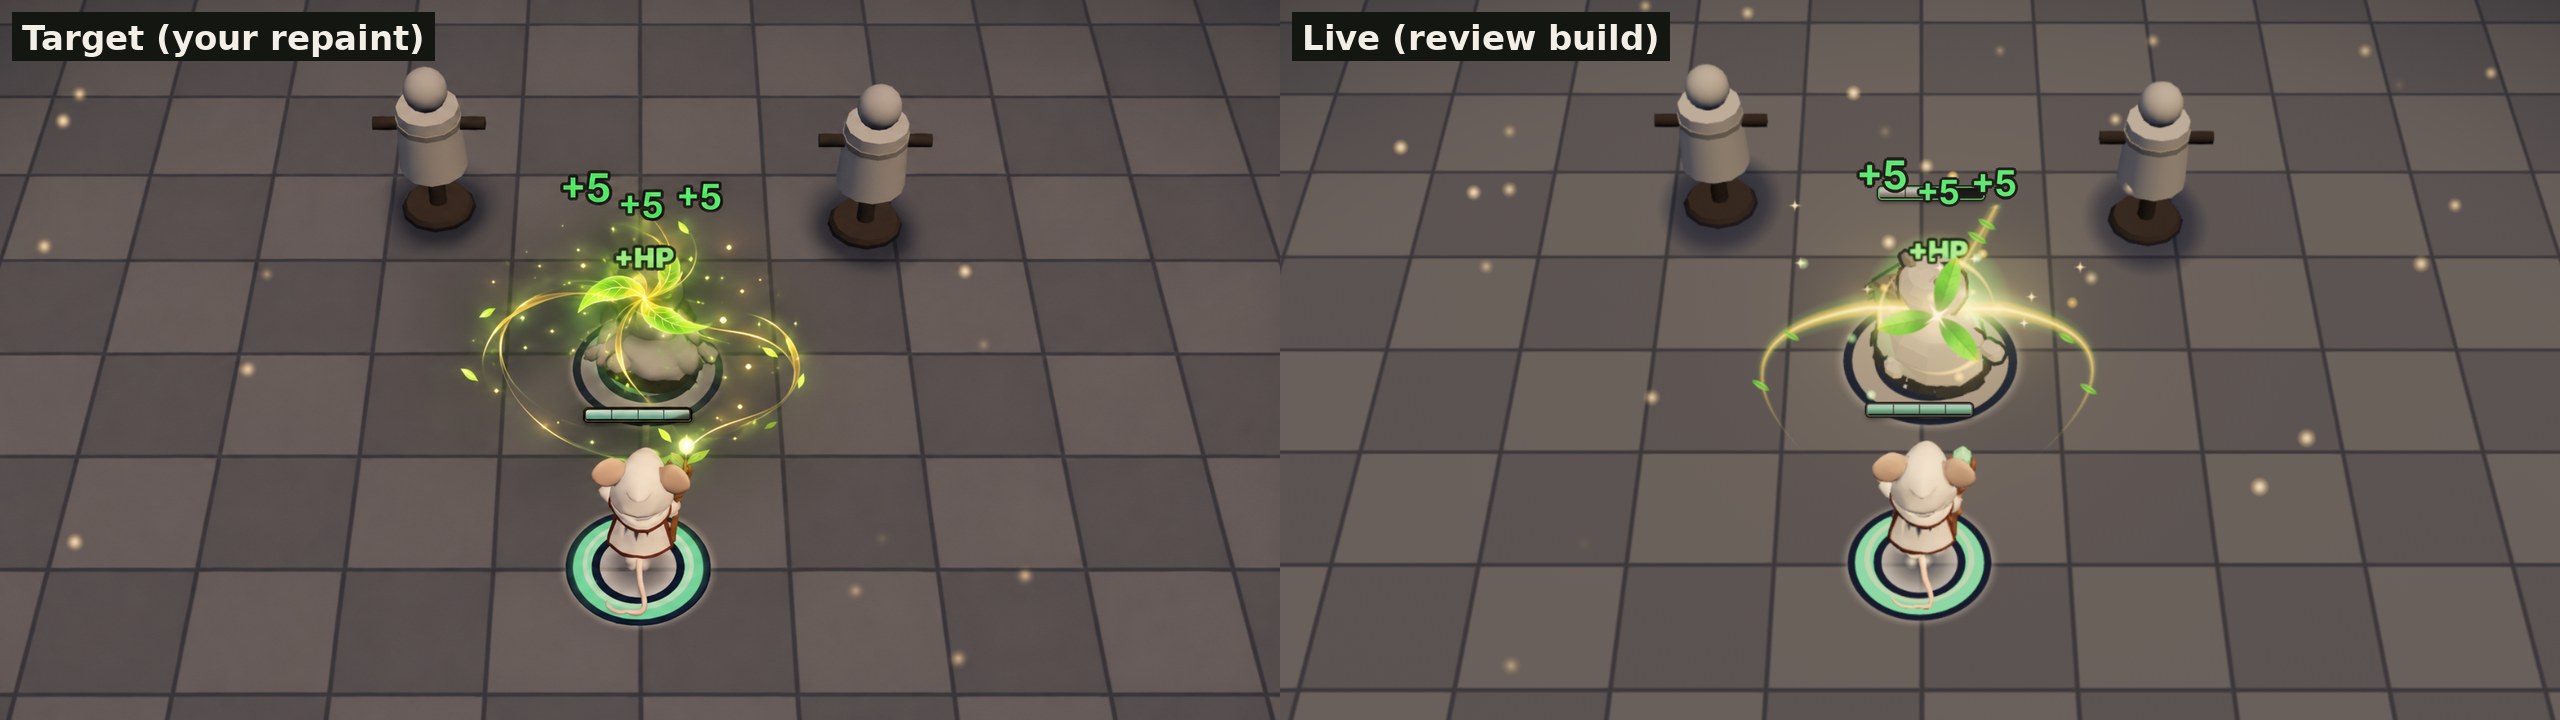 Target (your repaint)
+5 +5 +5
+HP
Live (review build)
+5 +5 +5
+HP